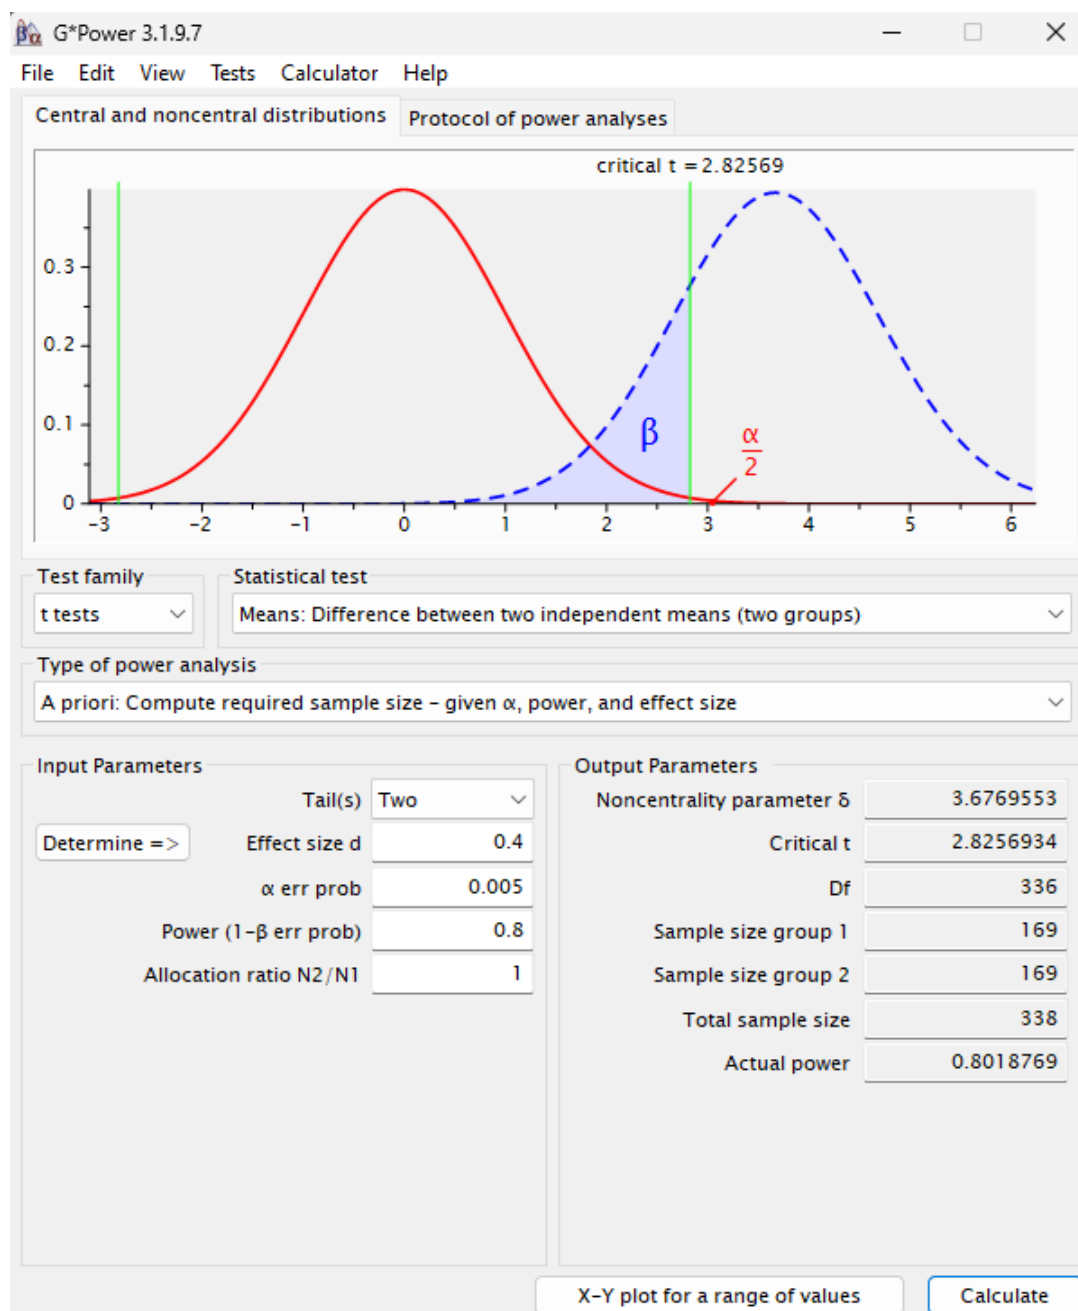 G*Power 3.1.9.7
File Edit View Tests Calculator Help
Central and noncentral distributions Protocol of power analyses
critical t = 2.82569
0.3
0.2
0.1
0
-3 -2 -1 0 1 2 3 4 5 6
β
α
2
Test family Statistical test
t tests Means: Difference between two independent means (two groups)
Type of power analysis
A priori: Compute required sample size – given α, power, and effect size
Input Parameters Output Parameters
Tail(s) Two Noncentrality parameter δ 3.6769553
Determine => Effect size d 0.4 Critical t 2.8256934
α err prob 0.005 Df 336
Power (1-β err prob) 0.8 Sample size group 1 169
Allocation ratio N2/N1 1 Sample size group 2 169
Total sample size 338
Actual power 0.8018769
X-Y plot for a range of values Calculate